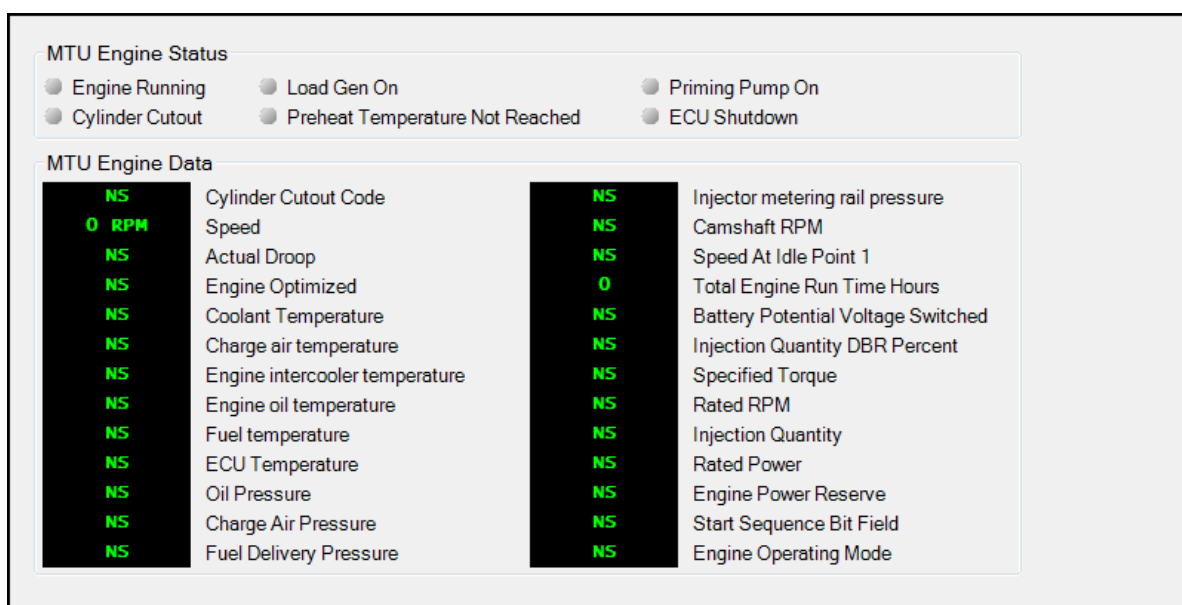 MTU Engine Status
Engine Running Load Gen On Priming Pump On
Cylinder Cutout Preheat Temperature Not Reached ECU Shutdown
MTU Engine Data
NS Cylinder Cutout Code NS Injector metering rail pressure
0 RPM Speed NS Camshaft RPM
NS Actual Droop NS Speed At Idle Point 1
NS Engine Optimized 0 Total Engine Run Time Hours
NS Coolant Temperature NS Battery Potential Voltage Switched
NS Charge air temperature NS Injection Quantity DBR Percent
NS Engine intercooler temperature NS Specified Torque
NS Engine oil temperature NS Rated RPM
NS Fuel temperature NS Injection Quantity
NS ECU Temperature NS Rated Power
NS Oil Pressure NS Engine Power Reserve
NS Charge Air Pressure NS Start Sequence Bit Field
NS Fuel Delivery Pressure NS Engine Operating Mode